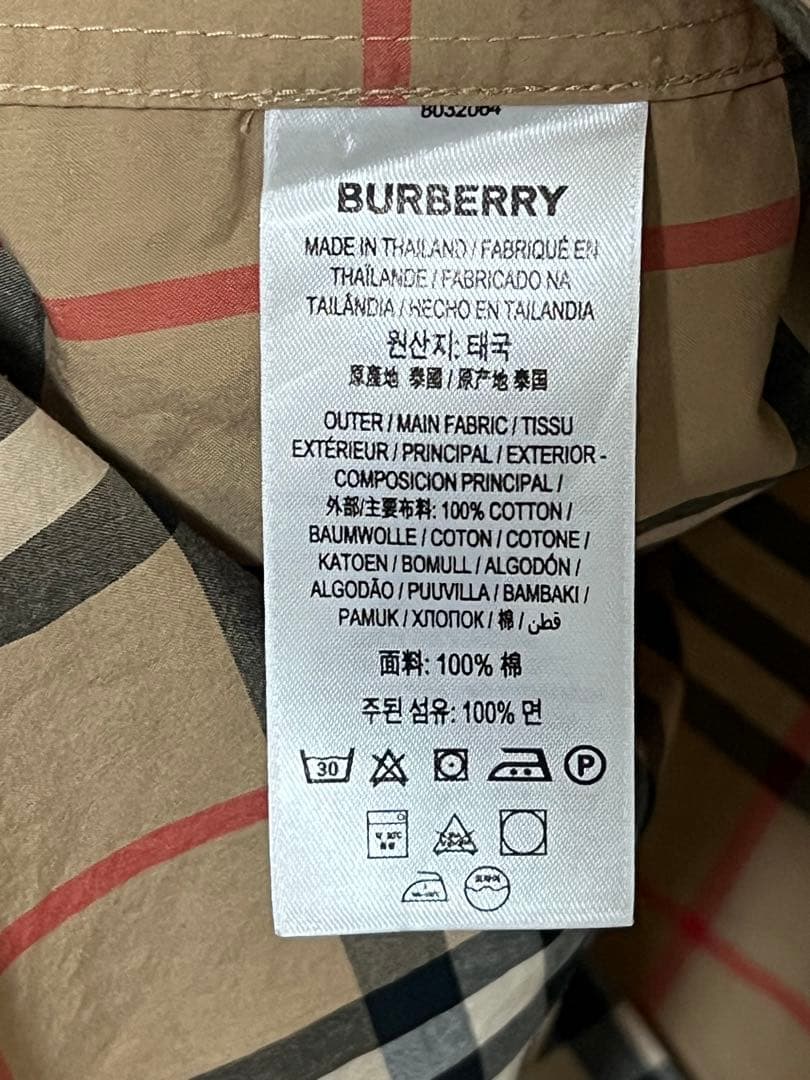 8032064
BURBERRY
MADE IN THAILAND / FABRIQUÉ EN
THAÏLANDE / FABRICADO NA
TAILÂNDIA / HECHO EN TAILANDIA
원산지: 태국
原產地 泰國 / 原产地 泰国
OUTER / MAIN FABRIC / TISSU
EXTÉRIEUR / PRINCIPAL / EXTERIOR -
COMPOSICION PRINCIPAL /
外部/主要布料: 100% COTTON /
BAUMWOLLE / COTON / COTONE /
KATOEN / BOMULL / ALGODÓN /
ALGODÃO / PUUVILLA / BAMBAKI /
PAMUK / ХЛОПОК / 棉 / قطن
面料: 100% 棉
주된 섬유: 100% 면
30
P